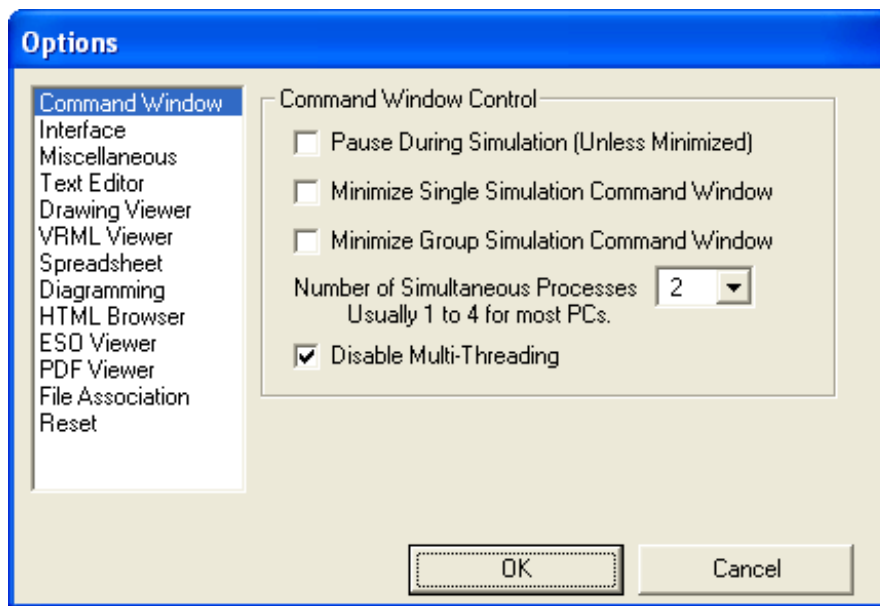 Options
Command Window
Interface
Miscellaneous
Text Editor
Drawing Viewer
VRML Viewer
Spreadsheet
Diagramming
HTML Browser
ESO Viewer
PDF Viewer
File Association
Reset
Command Window Control
Pause During Simulation (Unless Minimized)
Minimize Single Simulation Command Window
Minimize Group Simulation Command Window
Number of Simultaneous Processes 2
Usually 1 to 4 for most PCs.
Disable Multi-Threading
OK Cancel